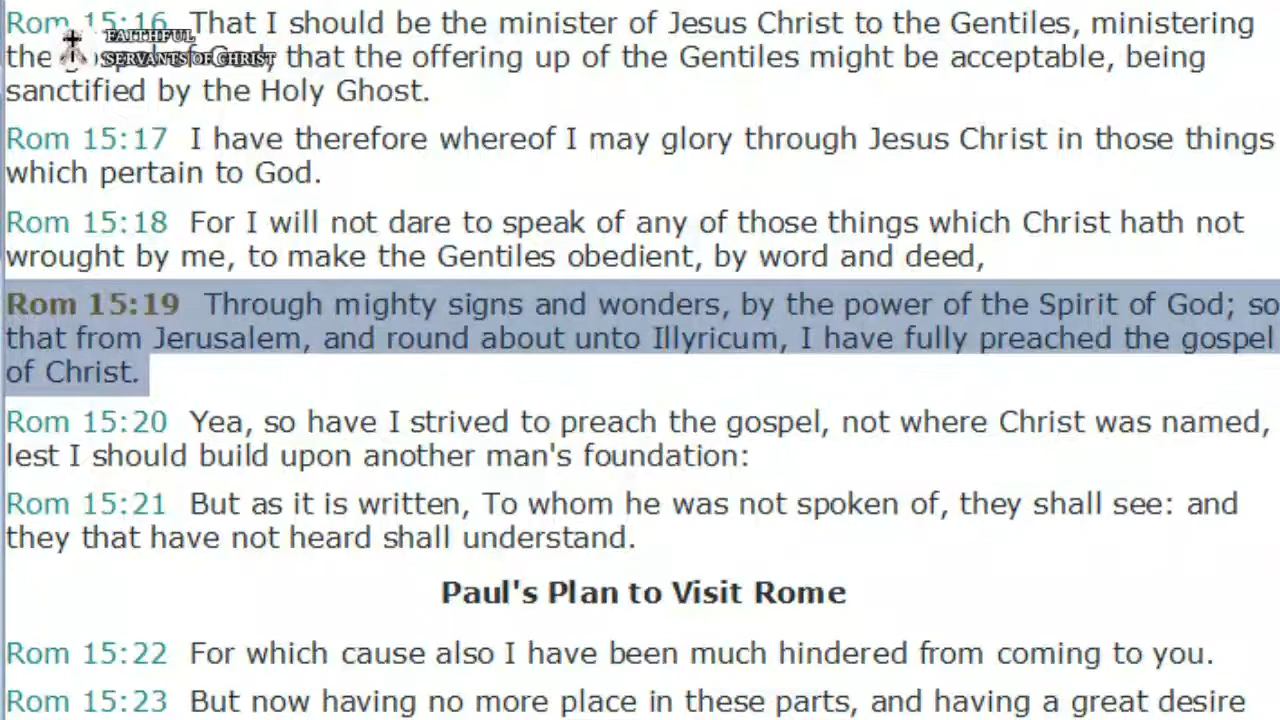 Rom 15:16 That I should be the minister of Jesus Christ to the Gentiles, ministering
FAITHFUL
the gospel of God, that the offering up of the Gentiles might be acceptable, being
SERVANTS OF CHRIST
sanctified by the Holy Ghost.
Rom 15:17 I have therefore whereof I may glory through Jesus Christ in those things
which pertain to God.
Rom 15:18 For I will not dare to speak of any of those things which Christ hath not
wrought by me, to make the Gentiles obedient, by word and deed,
Rom 15:19 Through mighty signs and wonders, by the power of the Spirit of God; so
that from Jerusalem, and round about unto Illyricum, I have fully preached the gospel
of Christ.
Rom 15:20 Yea, so have I strived to preach the gospel, not where Christ was named,
lest I should build upon another man's foundation:
Rom 15:21 But as it is written, To whom he was not spoken of, they shall see: and
they that have not heard shall understand.
Paul's Plan to Visit Rome
Rom 15:22 For which cause also I have been much hindered from coming to you.
Rom 15:23 But now having no more place in these parts, and having a great desire